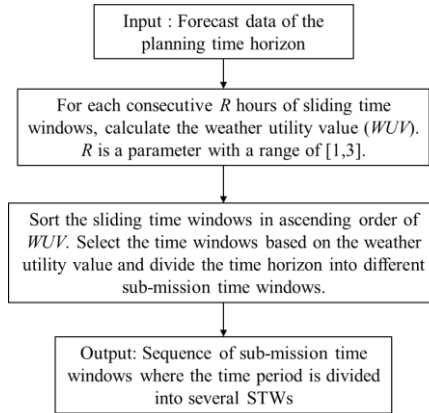 Input : Forecast data of the
planning time horizon
For each consecutive R hours of sliding time
windows, calculate the weather utility value (WUV).
R is a parameter with a range of [1,3].
Sort the sliding time windows in ascending order of
WUV. Select the time windows based on the weather
utility value and divide the time horizon into different
sub-mission time windows.
Output: Sequence of sub-mission time
windows where the time period is divided
into several STWs